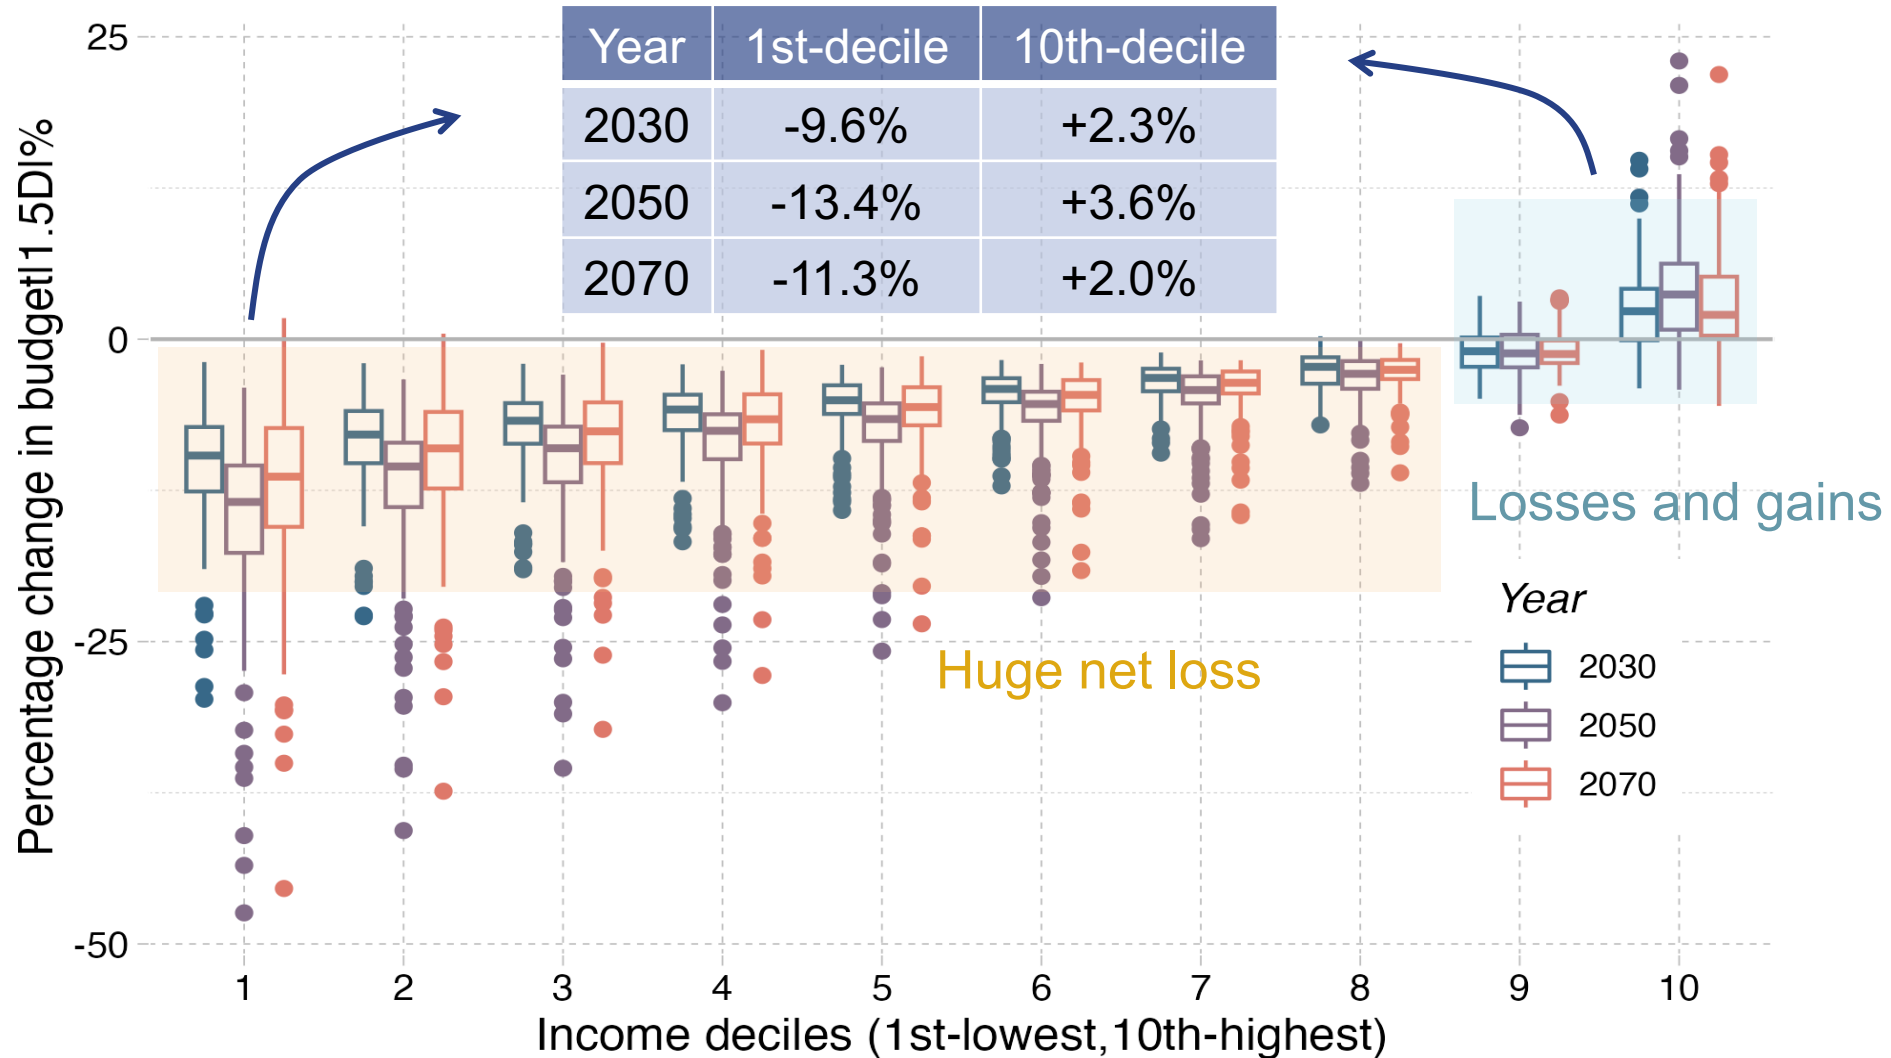 Year 1st-decile 10th-decile
2030 -9.6% +2.3%
2050 -13.4% +3.6%
2070 -11.3% +2.0%
Percentage change in budget|1.5DI%
25
0
-25
-50
Losses and gains
Huge net loss
Year
2030
2050
2070
1 2 3 4 5 6 7 8 9 10
Income deciles (1st-lowest,10th-highest)